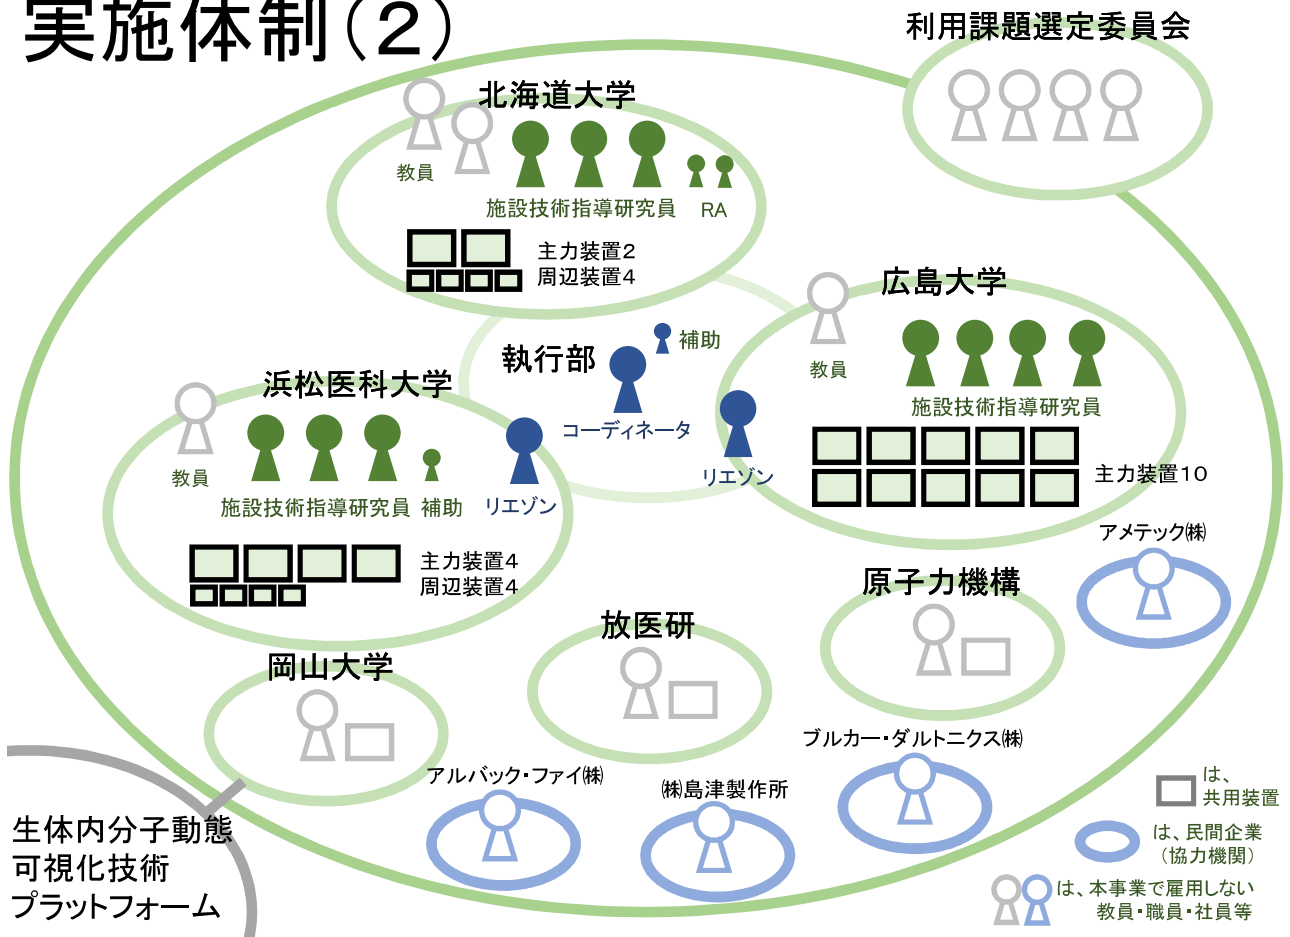 実施体制（２）
利用課題選定委員会
北海道大学
教員
施設技術指導研究員
RA
主力装置2
周辺装置4
広島大学
教員
施設技術指導研究員
主力装置10
執行部
補助
コーディネータ
リエゾン
浜松医科大学
教員
施設技術指導研究員
補助
リエゾン
主力装置4
周辺装置4
アメテック㈱
原子力機構
放医研
岡山大学
ブルカー・ダルトニクス㈱
アルバック・ファイ㈱
㈱島津製作所
生体内分子動態
可視化技術
プラットフォーム
は、
共用装置
は、民間企業
（協力機関）
は、本事業で雇用しない
教員・職員・社員等